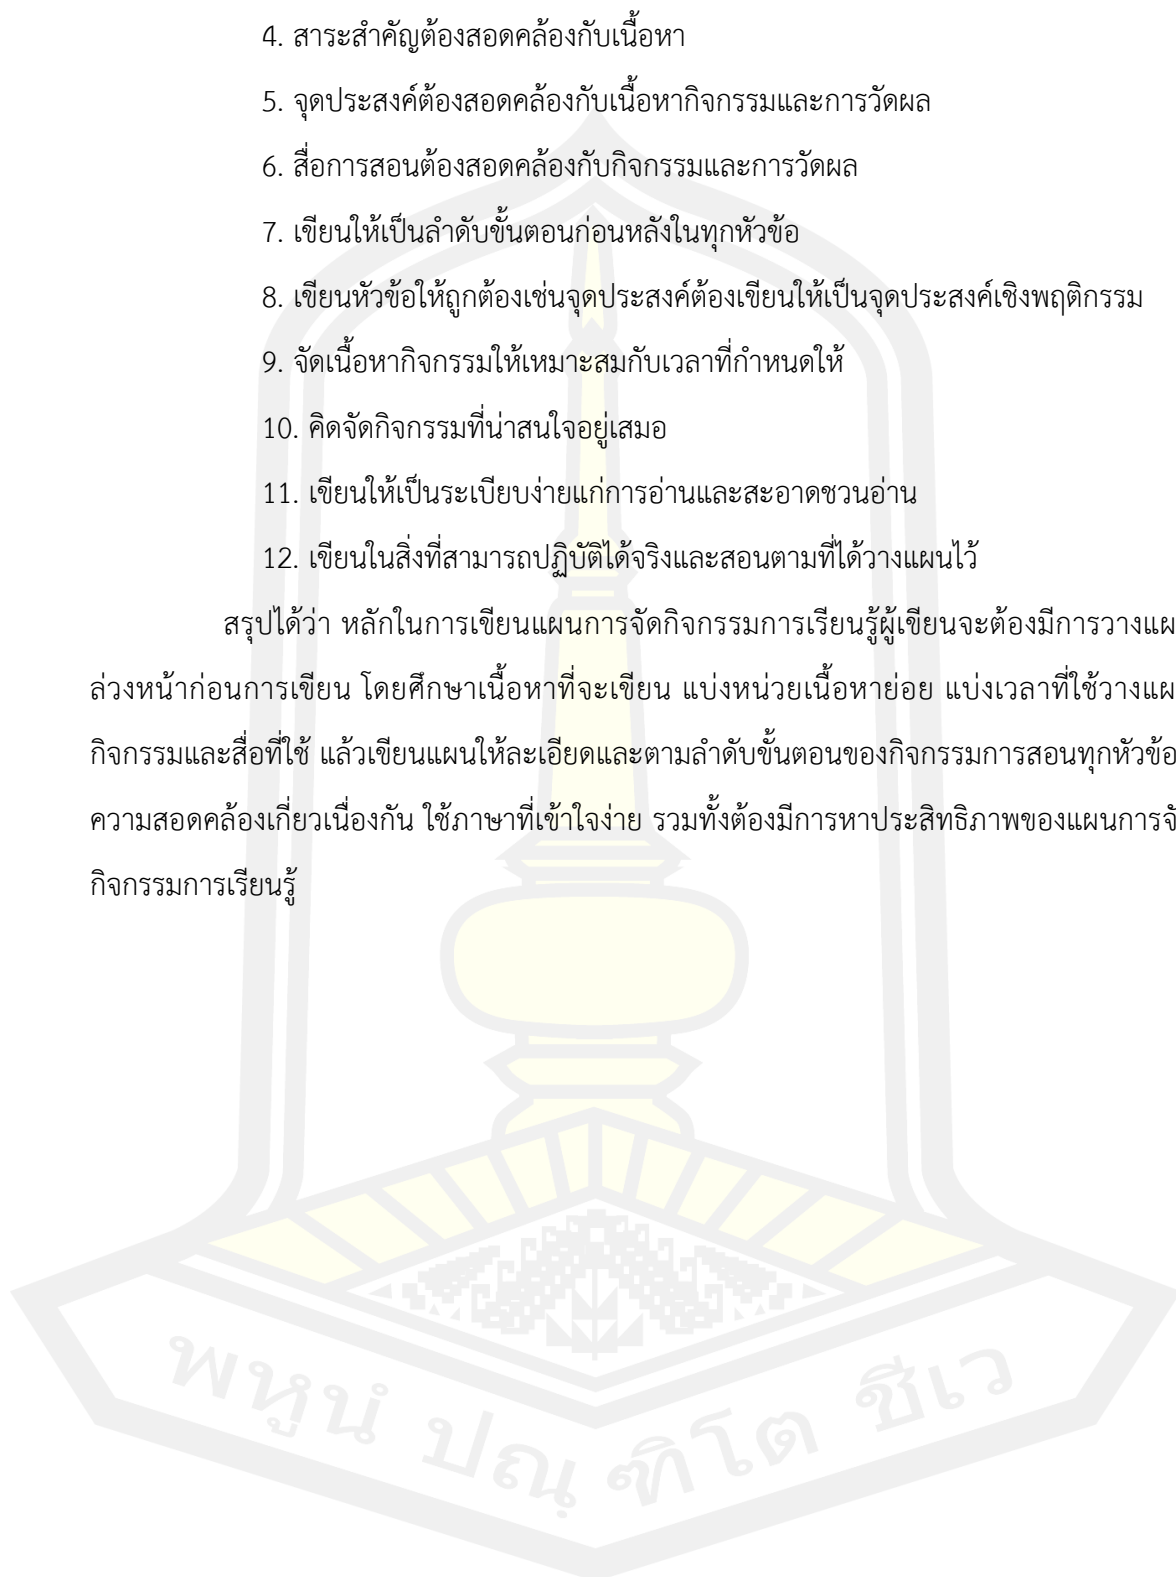 4. สาระสำคัญต้องสอดคล้องกับเนื้อหา
5. จุดประสงค์ต้องสอดคล้องกับเนื้อหากิจกรรมและการวัดผล
6. สื่อการสอนต้องสอดคล้องกับกิจกรรมและการวัดผล
7. เขียนให้เป็นลำดับขั้นตอนก่อนหลังในทุกหัวข้อ
8. เขียนหัวข้อให้ถูกต้องเช่นจุดประสงค์ต้องเขียนให้เป็นจุดประสงค์เชิงพฤติกรรม
9. จัดเนื้อหากิจกรรมให้เหมาะสมกับเวลาที่กำหนดให้
10. คิดจัดกิจกรรมที่น่าสนใจอยู่เสมอ
11. เขียนให้เป็นระเบียบง่ายแก่การอ่านและสะอาดชวนอ่าน
12. เขียนในสิ่งที่สามารถปฏิบัติได้จริงและสอนตามที่ได้วางแผนไว้
สรุปได้ว่า หลักในการเขียนแผนการจัดกิจกรรมการเรียนรู้ผู้เขียนจะต้องมีการวางแผ
ล่วงหน้าก่อนการเขียน โดยศึกษาเนื้อหาที่จะเขียน แบ่งหน่วยเนื้อหาย่อย แบ่งเวลาที่ใช้วางแผ
กิจกรรมและสื่อที่ใช้ แล้วเขียนแผนให้ละเอียดและตามลำดับขั้นตอนของกิจกรรมการสอนทุกหัวข้อ
ความสอดคล้องเกี่ยวเนื่องกัน ใช้ภาษาที่เข้าใจง่าย รวมทั้งต้องมีการหาประสิทธิภาพของแผนการจั
กิจกรรมการเรียนรู้
พหูนํ ปณฺฑิโต ชีเว